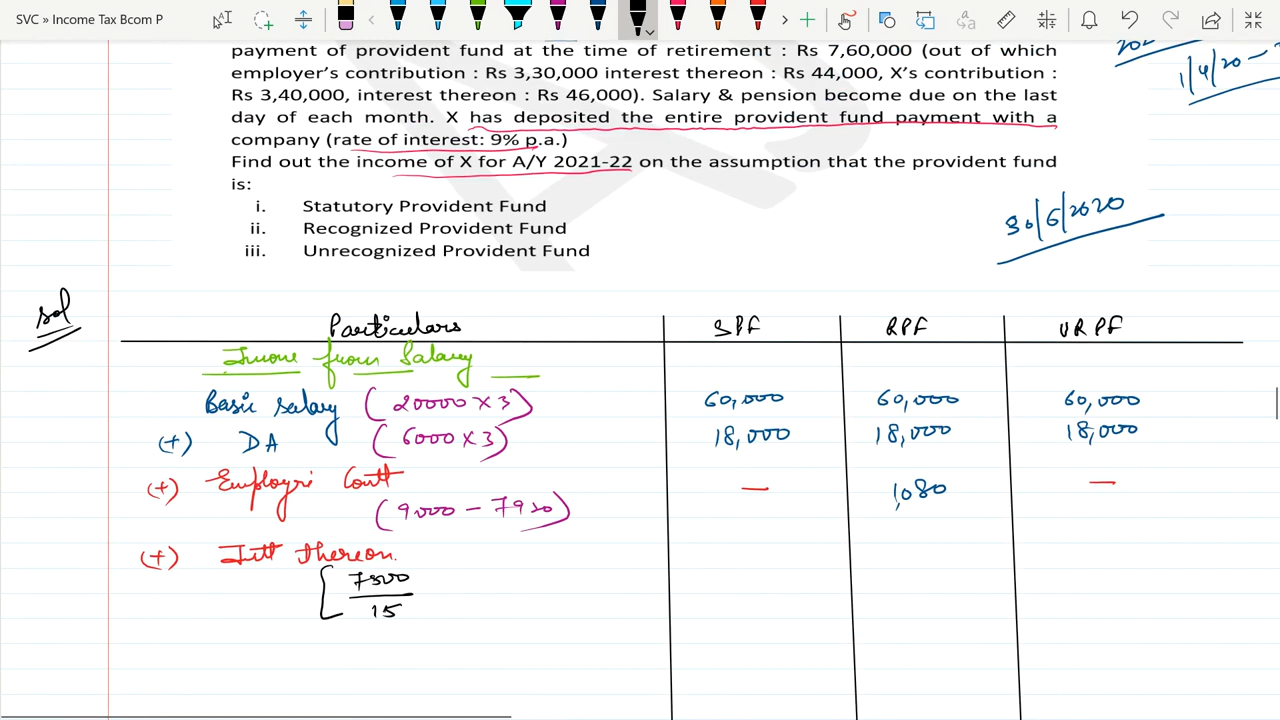 SVC » Income Tax Bcom P
payment of provident fund at the time of retirement : Rs 7,60,000 (out of which
employer's contribution : Rs 3,30,000 interest thereon : Rs 44,000, X's contribution :
Rs 3,40,000, interest thereon : Rs 46,000). Salary & pension become due on the last
day of each month. X has deposited the entire provident fund payment with a
company (rate of interest: 9% p.a.)
Find out the income of X for A/Y 2021-22 on the assumption that the provident fund
is:
i. Statutory Provident Fund
ii. Recognized Provident Fund
iii. Unrecognized Provident Fund
1/4/20 –
30/6/2020
Sol
Particulars SPF RPF URPF
Income from Salary
Basic salary (20000 × 3) 60,000 60,000 60,000
(+) DA (6000 × 3) 18,000 18,000 18,000
(+) Employri Contt — 1,080 —
(9000 – 7920)
(+) Intt thereon.
[ 7500
15